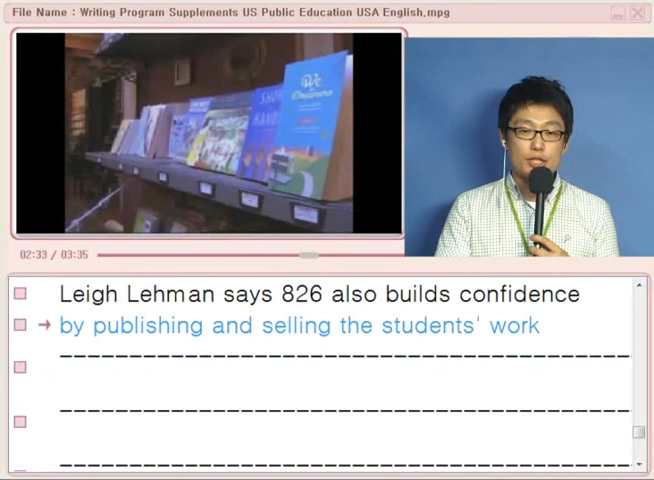 File Name : Writing Program Supplements US Public Education USA English.mpg
02:33 / 03:35
Leigh Lehman says 826 also builds confidence
→ by publishing and selling the students' work